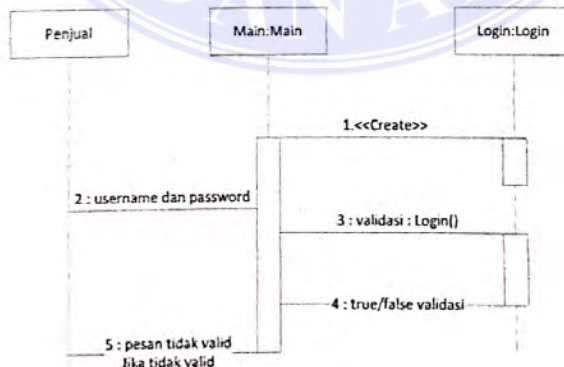 Penjual
Main:Main
Login:Login
1.<<Create>>
2 : username dan password
3 : validasi : Login()
4 : true/false validasi
5 : pesan tidak valid
Jika tidak valid